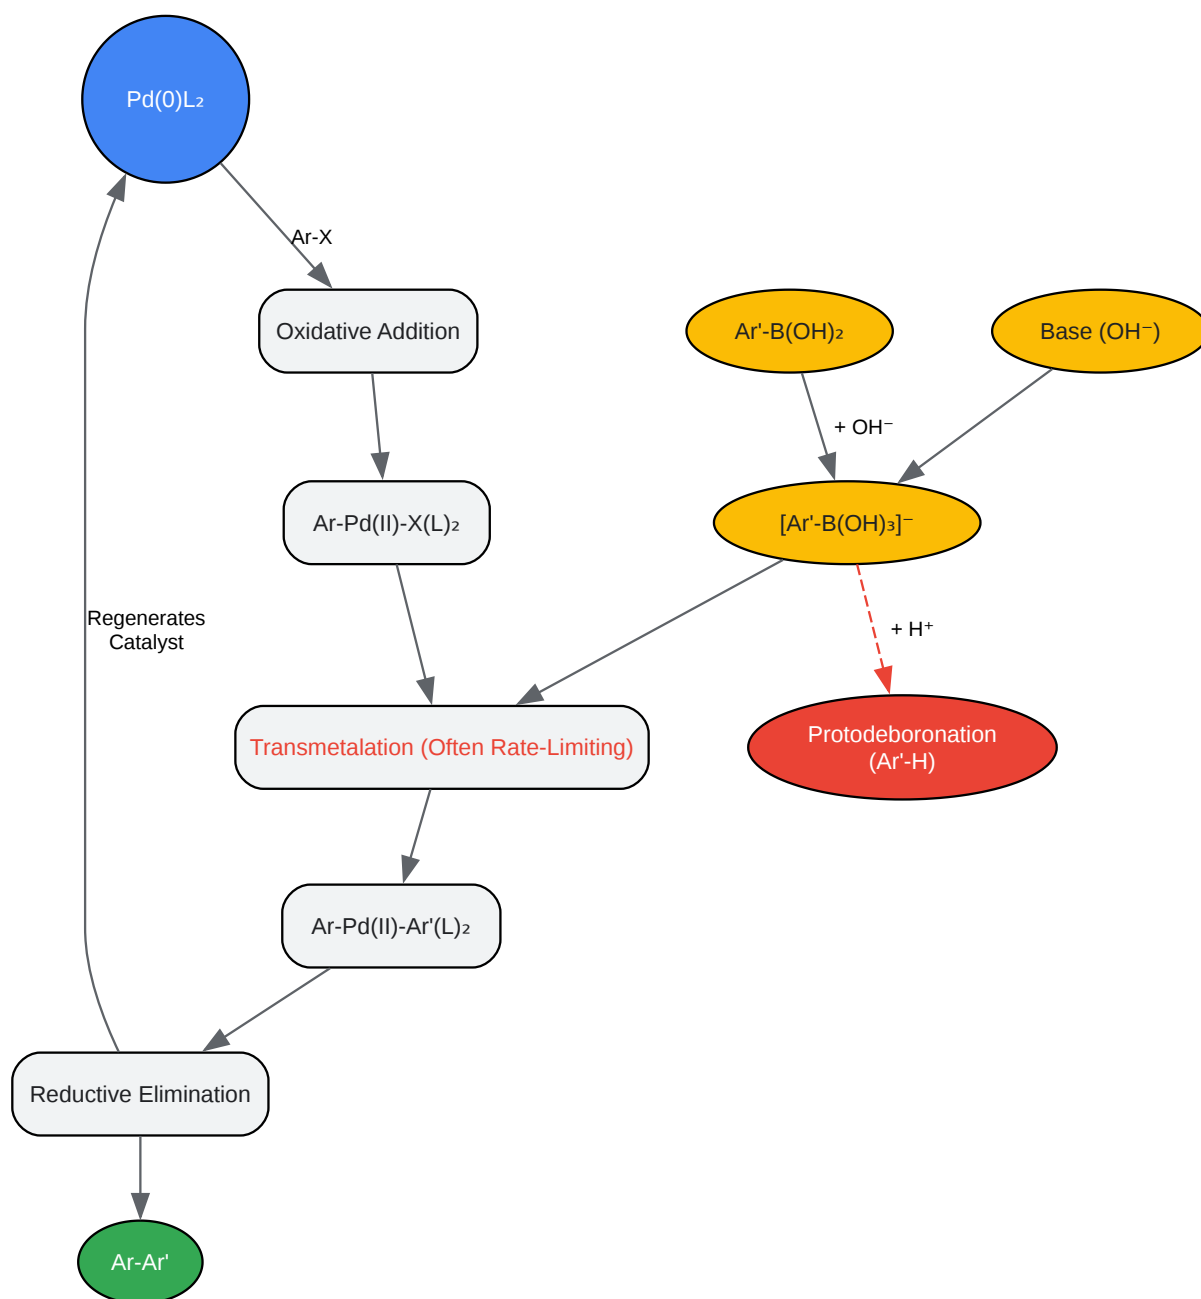 Pd(0)L₂
Ar-X
Oxidative Addition
Ar'-B(OH)₂
Base (OH⁻)
+ OH⁻
Ar-Pd(II)-X(L)₂
[Ar'-B(OH)₃]⁻
Regenerates
Catalyst
+ H⁺
Transmetalation (Often Rate-Limiting)
Protodeboronation
(Ar'-H)
Ar-Pd(II)-Ar'(L)₂
Reductive Elimination
Ar-Ar'